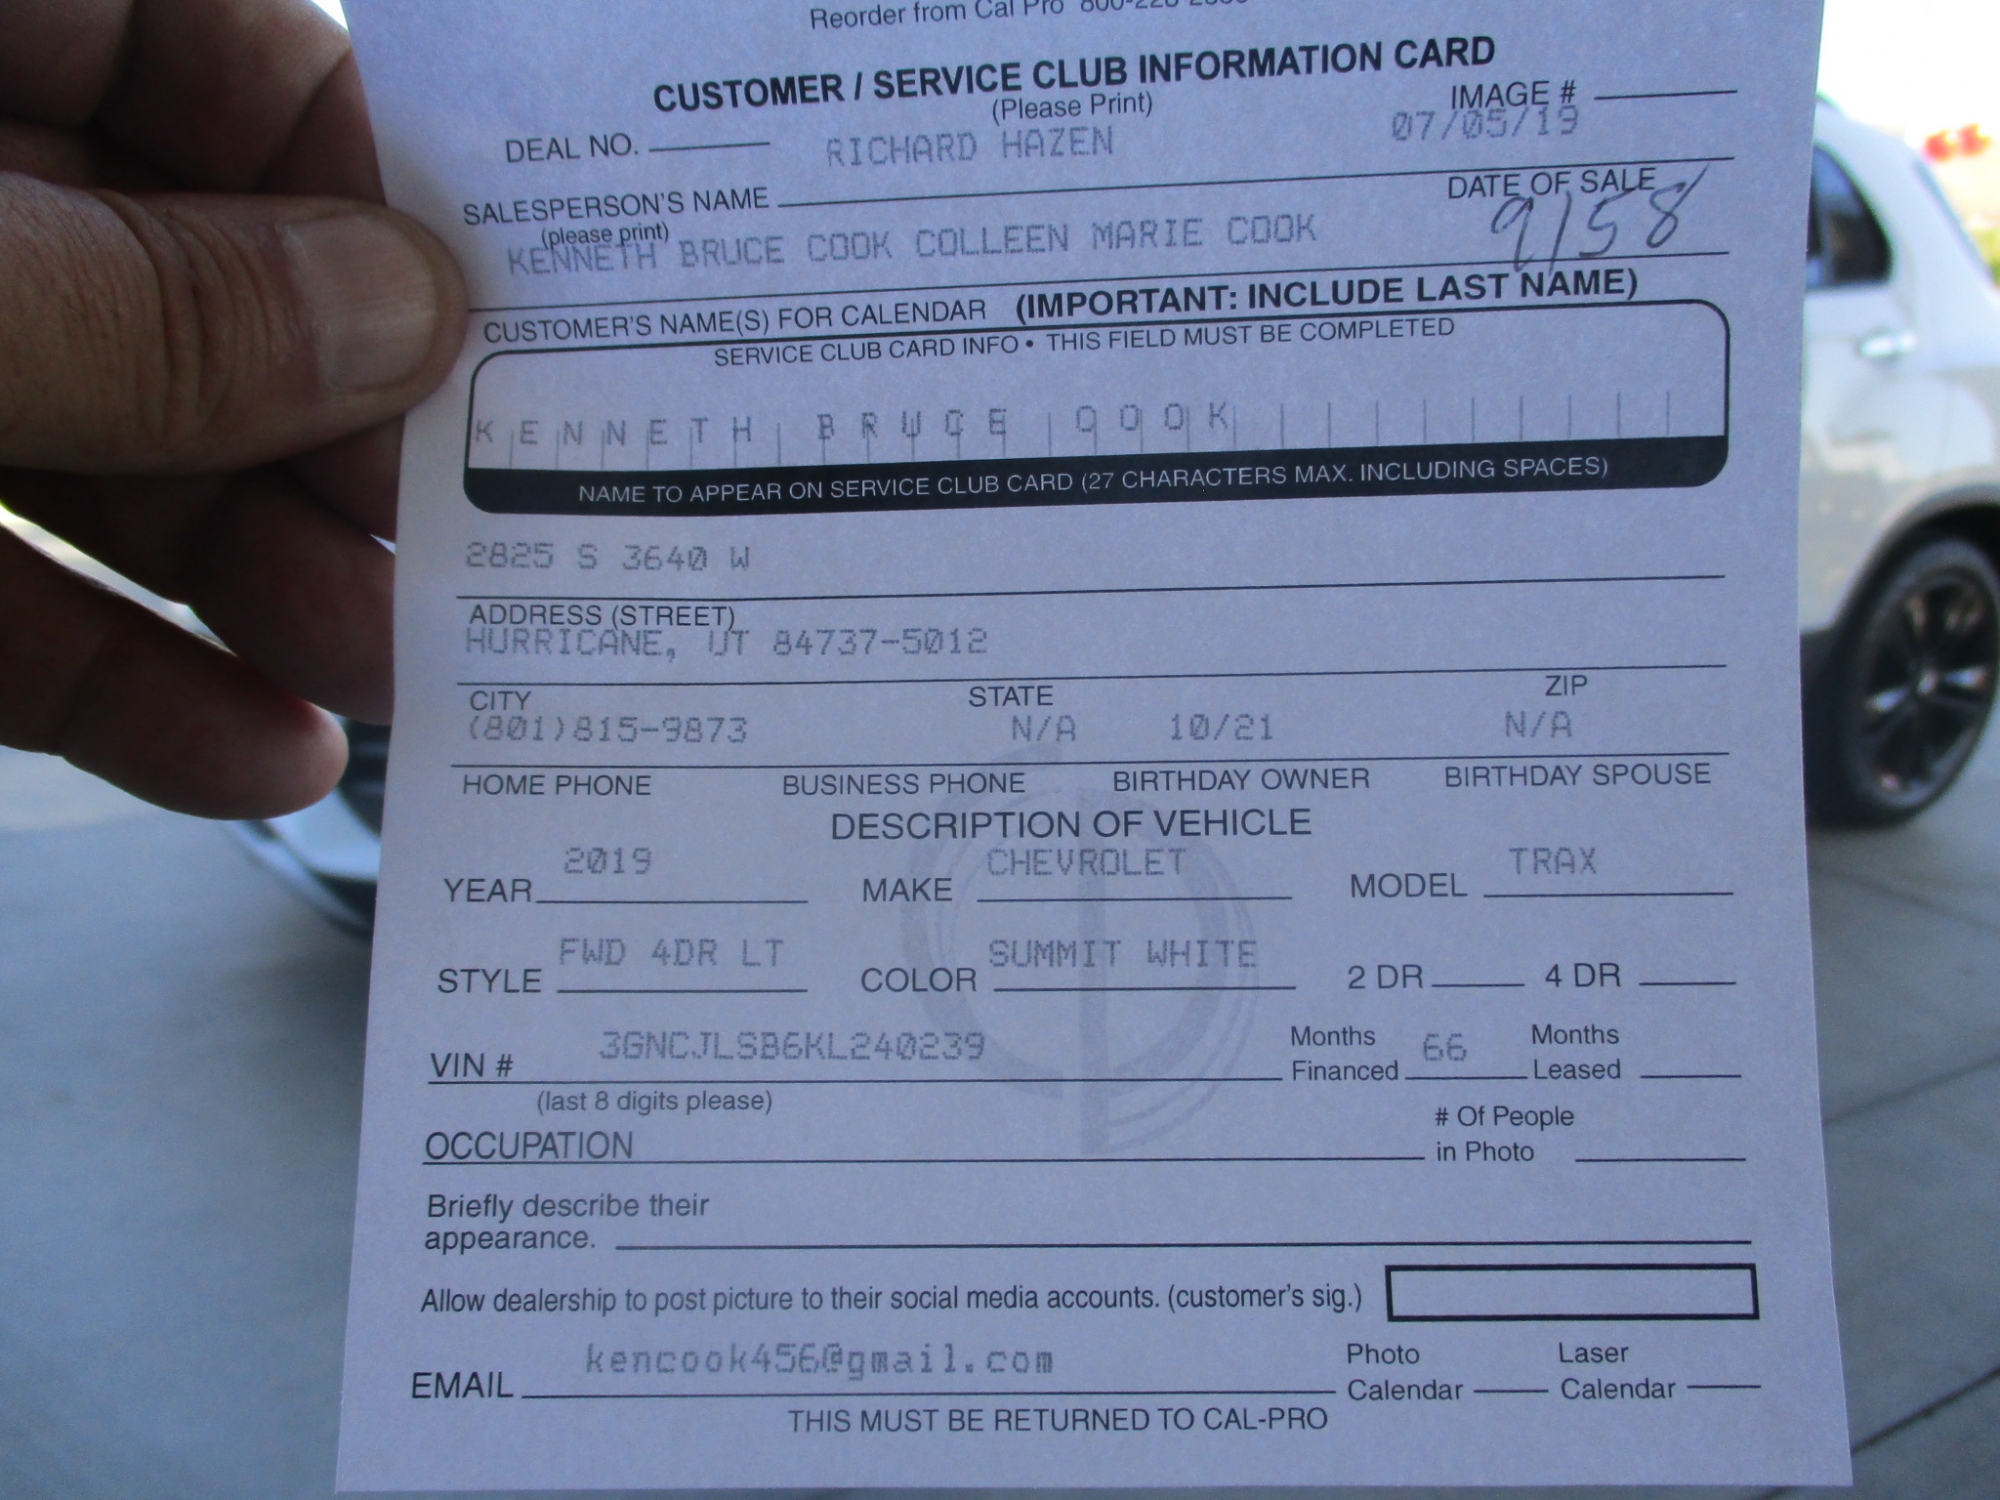 Reorder from Cal Pro 800-
CUSTOMER / SERVICE CLUB INFORMATION CARD
(Please Print)
IMAGE #
DEAL NO. RICHARD HAZEN 07/05/19
SALESPERSON'S NAME DATE OF SALE
(please print)
KENNETH BRUCE COOK COLLEEN MARIE COOK 9158
CUSTOMER'S NAME(S) FOR CALENDAR (IMPORTANT: INCLUDE LAST NAME)
SERVICE CLUB CARD INFO • THIS FIELD MUST BE COMPLETED
KENNETH BRUCE COOK
NAME TO APPEAR ON SERVICE CLUB CARD (27 CHARACTERS MAX. INCLUDING SPACES)
2825 S 3640 W
ADDRESS (STREET)
HURRICANE, UT 84737-5012
CITY STATE ZIP
(801)815-9873 N/A 10/21 N/A
HOME PHONE BUSINESS PHONE BIRTHDAY OWNER BIRTHDAY SPOUSE
DESCRIPTION OF VEHICLE
YEAR 2019 MAKE CHEVROLET MODEL TRAX
STYLE FWD 4DR LT COLOR SUMMIT WHITE 2 DR 4 DR
VIN # 3GNCJLSB6KL240239 Months Financed 66 Months Leased
(last 8 digits please)
OCCUPATION # Of People in Photo
Briefly describe their
appearance.
Allow dealership to post picture to their social media accounts. (customer's sig.)
EMAIL kencook456@gmail.com Photo Calendar Laser Calendar
THIS MUST BE RETURNED TO CAL-PRO